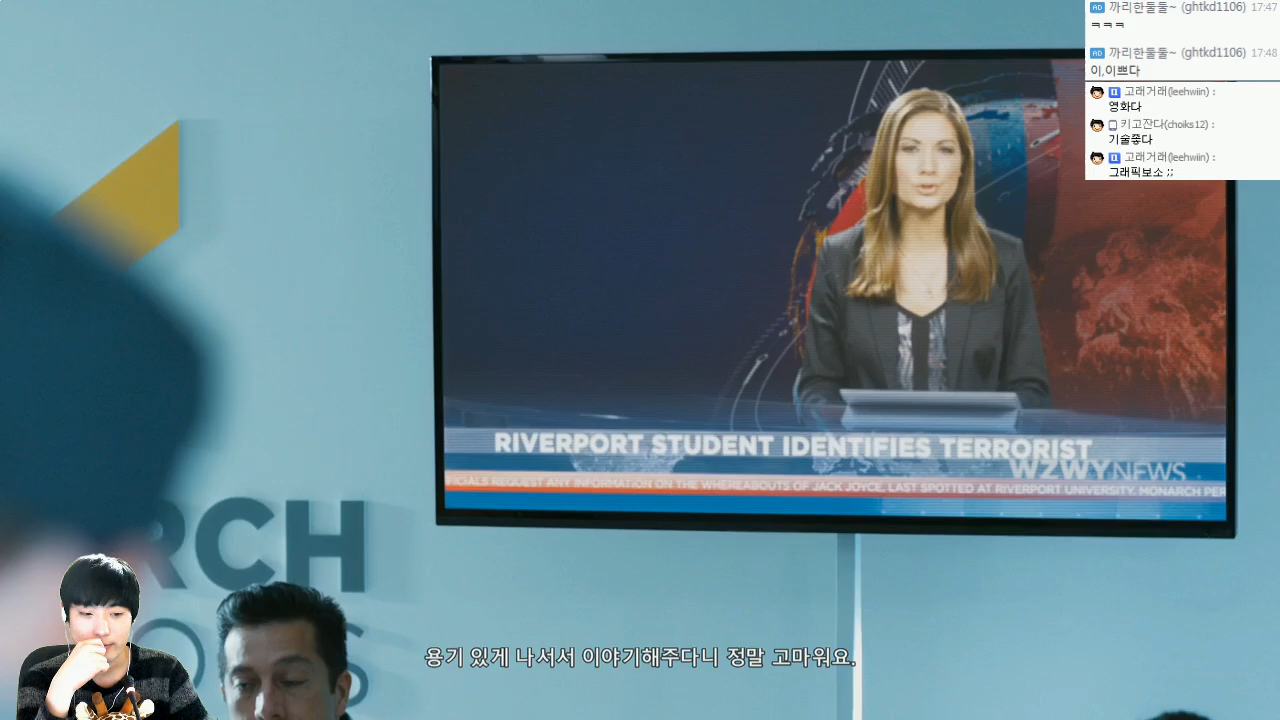 AD 까리한둘둘~ (ghtkd1106) 17:47
ㅋㅋㅋ
AD 까리한둘둘~ (ghtkd1106) 17:48
이,이쁘다
고래거래(leehwiin) :
영화다
키고잔다(choiks12) :
기술좋다
고래거래(leehwiin) :
그래픽보소 ;;
RIVERPORT STUDENT IDENTIFIES TERRORIST
WZWY NEWS
FICIALS REQUEST ANY INFORMATION ON THE WHEREABOUTS OF JACK JOYCE. LAST SPOTTED AT RIVERPORT UNIVERSITY. MONARCH PER
RCH
용기 있게 나서서 이야기해주다니 정말 고마워요.